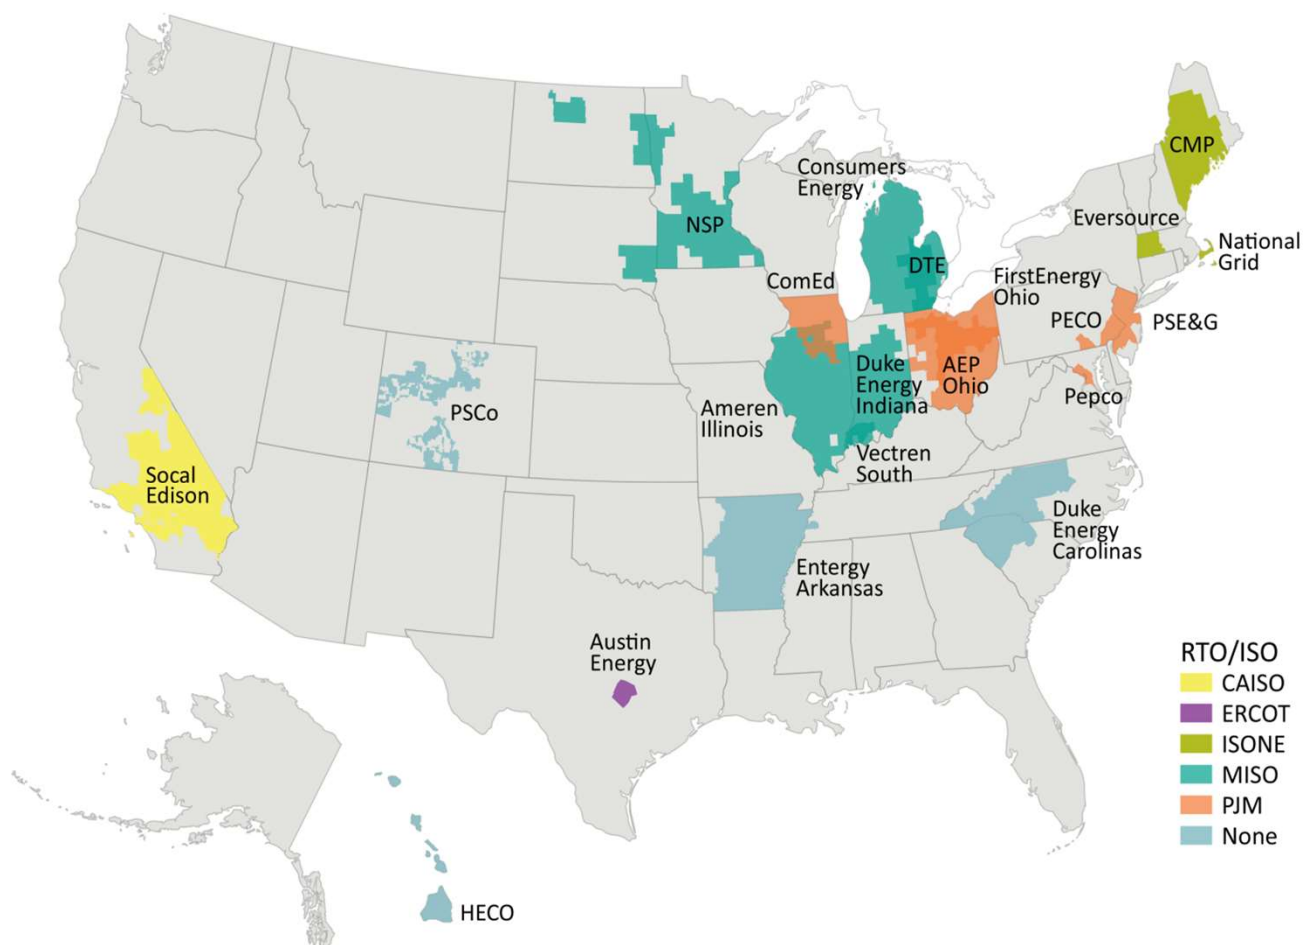 CMP
Consumers
Energy
Eversource
NSP
National
Grid
DTE
ComEd
FirstEnergy
Ohio
PECO
PSE&G
Duke
Energy
Indiana
AEP
Ohio
Pepco
PSCo
Ameren
Illinois
Vectren
South
Socal
Edison
Duke
Energy
Carolinas
Entergy
Arkansas
Austin
Energy
RTO/ISO
CAISO
ERCOT
ISONE
MISO
PJM
None
HECO